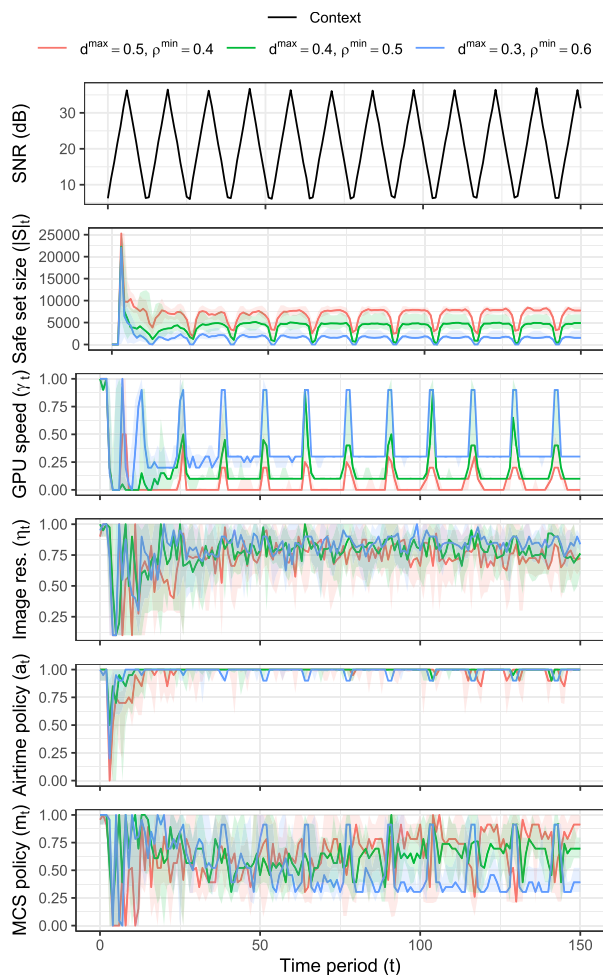 Context
d^max = 0.5, ρ^min = 0.4 d^max = 0.4, ρ^min = 0.5 d^max = 0.3, ρ^min = 0.6
SNR (dB)
30
20
10
Safe set size (|S|t)
25000
20000
15000
10000
5000
0
GPU speed (γt)
1.00
0.75
0.50
0.25
0.00
Image res. (ηt)
1.00
0.75
0.50
0.25
Airtime policy (at)
1.00
0.75
0.50
0.25
0.00
MCS policy (mt)
1.00
0.75
0.50
0.25
0.00
0 50 100 150
Time period (t)